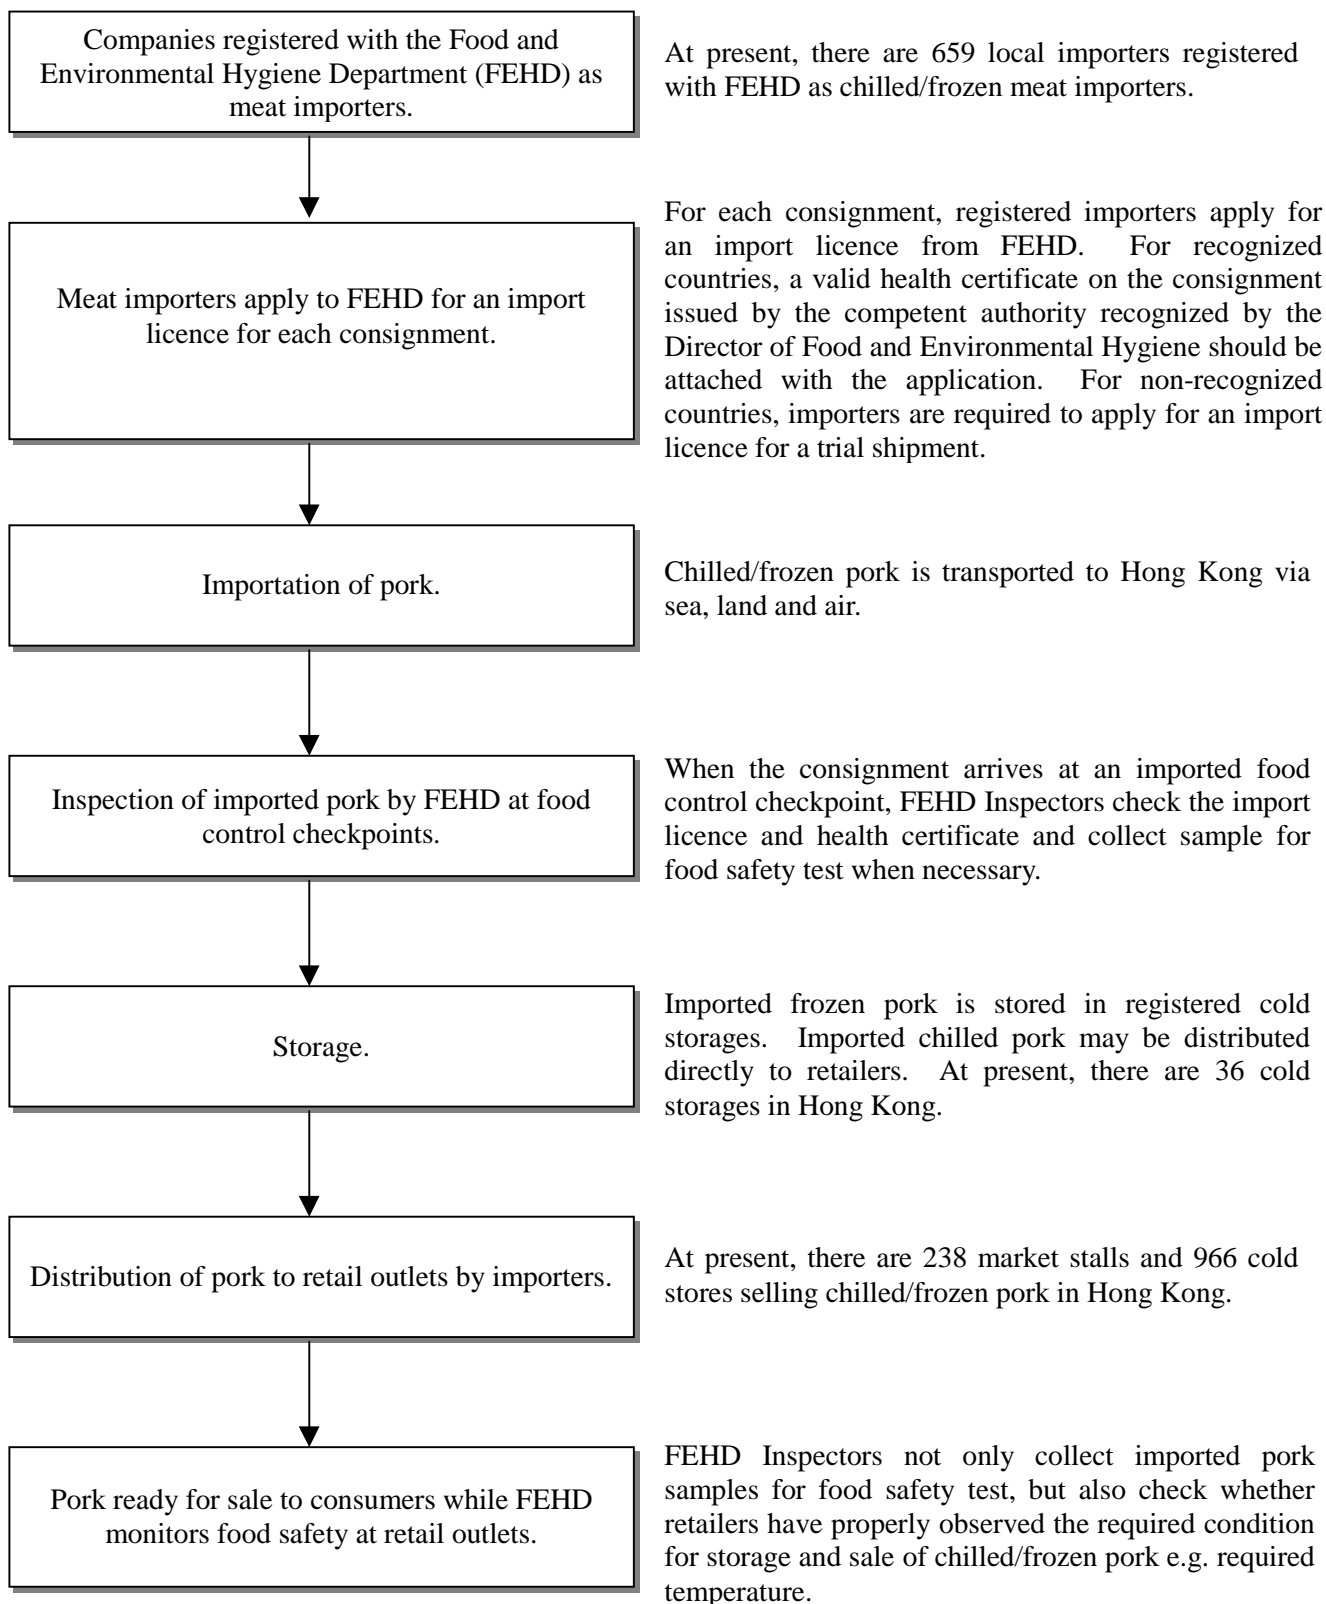 Companies registered with the Food and
Environmental Hygiene Department (FEHD) as
meat importers.
At present, there are 659 local importers registered
with FEHD as chilled/frozen meat importers.
Meat importers apply to FEHD for an import
licence for each consignment.
For each consignment, registered importers apply for
an import licence from FEHD. For recognized
countries, a valid health certificate on the consignment
issued by the competent authority recognized by the
Director of Food and Environmental Hygiene should be
attached with the application. For non-recognized
countries, importers are required to apply for an import
licence for a trial shipment.
Importation of pork.
Chilled/frozen pork is transported to Hong Kong via
sea, land and air.
Inspection of imported pork by FEHD at food
control checkpoints.
When the consignment arrives at an imported food
control checkpoint, FEHD Inspectors check the import
licence and health certificate and collect sample for
food safety test when necessary.
Storage.
Imported frozen pork is stored in registered cold
storages. Imported chilled pork may be distributed
directly to retailers. At present, there are 36 cold
storages in Hong Kong.
Distribution of pork to retail outlets by importers.
At present, there are 238 market stalls and 966 cold
stores selling chilled/frozen pork in Hong Kong.
Pork ready for sale to consumers while FEHD
monitors food safety at retail outlets.
FEHD Inspectors not only collect imported pork
samples for food safety test, but also check whether
retailers have properly observed the required condition
for storage and sale of chilled/frozen pork e.g. required
temperature.